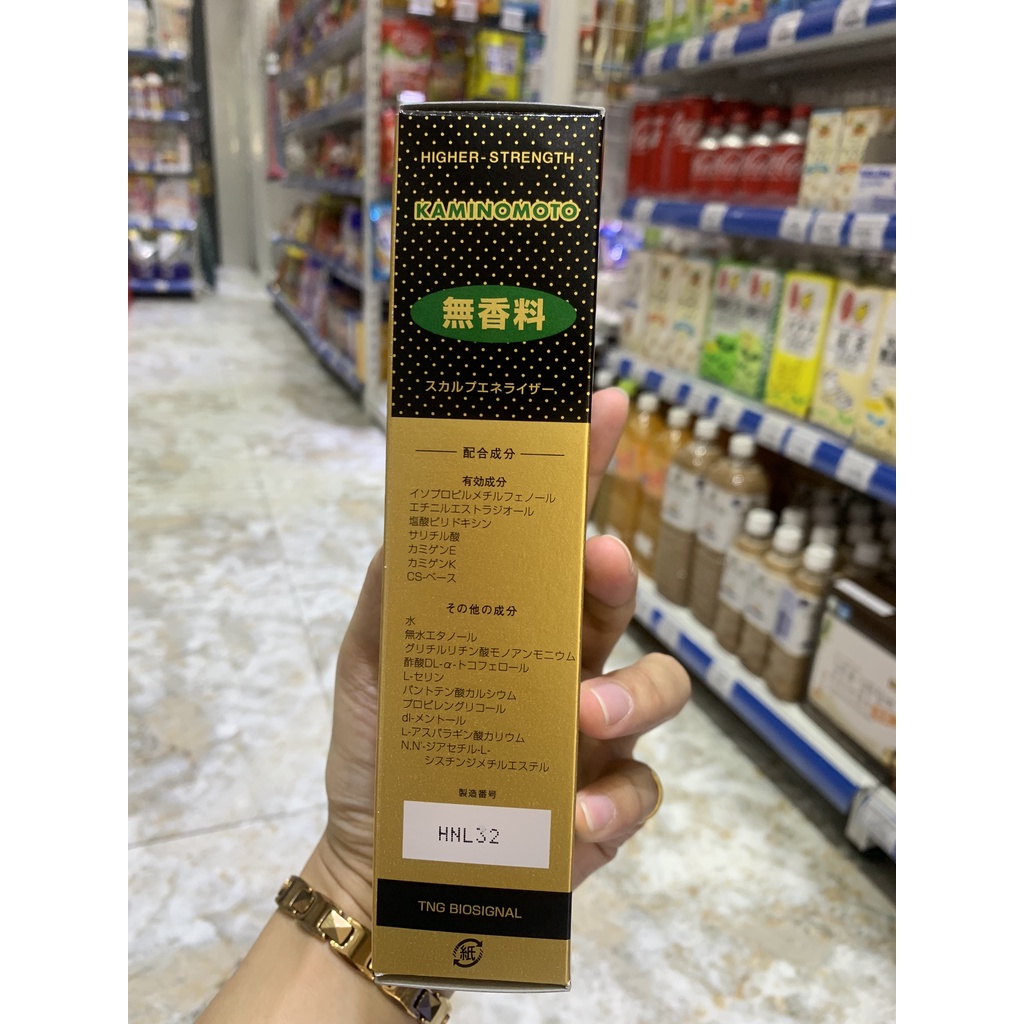 HIGHER-STRENGTH
KAMINOMOTO
無香料
スカルプエネライザー
配合成分
有効成分
イソプロピルメチルフェノール
エチニルエストラジオール
塩酸ピリドキシン
サリチル酸
カミゲンE
カミゲンK
CS-ベース
その他の成分
水
無水エタノール
グリチルリチン酸モノアンモニウム
酢酸DL-α-トコフェロール
L-セリン
パントテン酸カルシウム
プロピレングリコール
dl-メントール
L-アスパラギン酸カリウム
N,N'-ジアセチル-L-
シスチンジメチルエステル
製造番号
HNL32
TNG BIOSIGNAL
紙